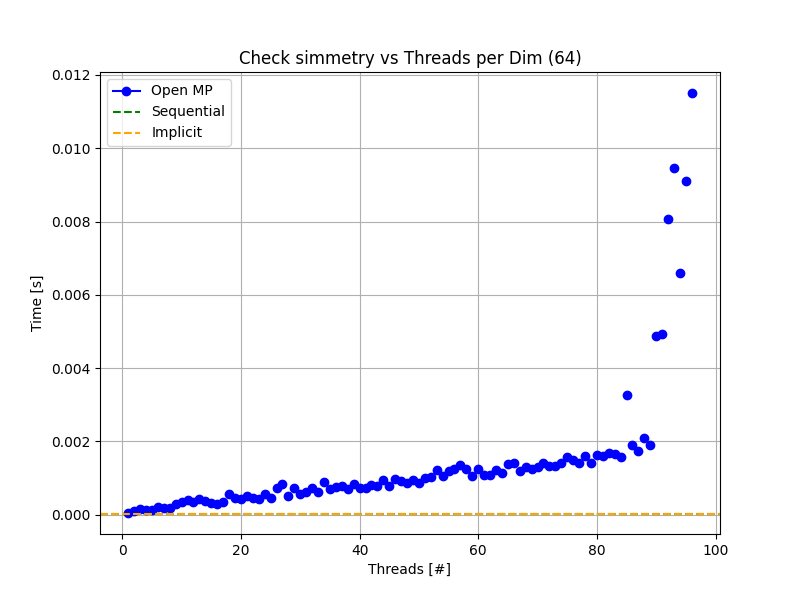 Check simmetry vs Threads per Dim (64)
Open MP
Sequential
Implicit
0.012
0.010
0.008
0.006
0.004
0.002
0.000
Time [s]
0 20 40 60 80 100
Threads [#]